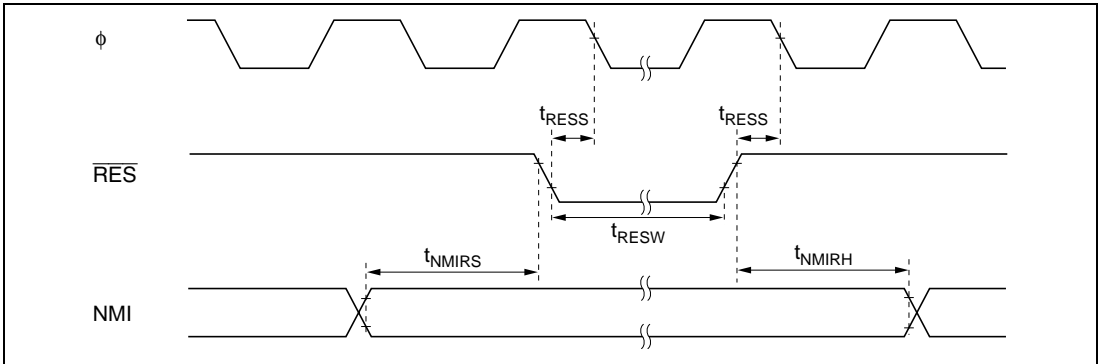 ϕ
tRESS tRESS
RES
tRESW
tNMIRS tNMIRH
NMI